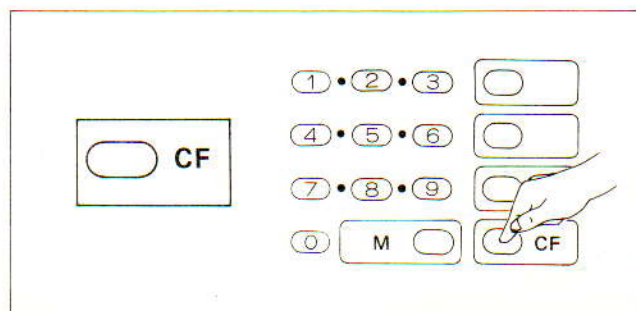 CF
1 • 2 • 3
4 • 5 • 6
7 • 8 • 9
0 M CF